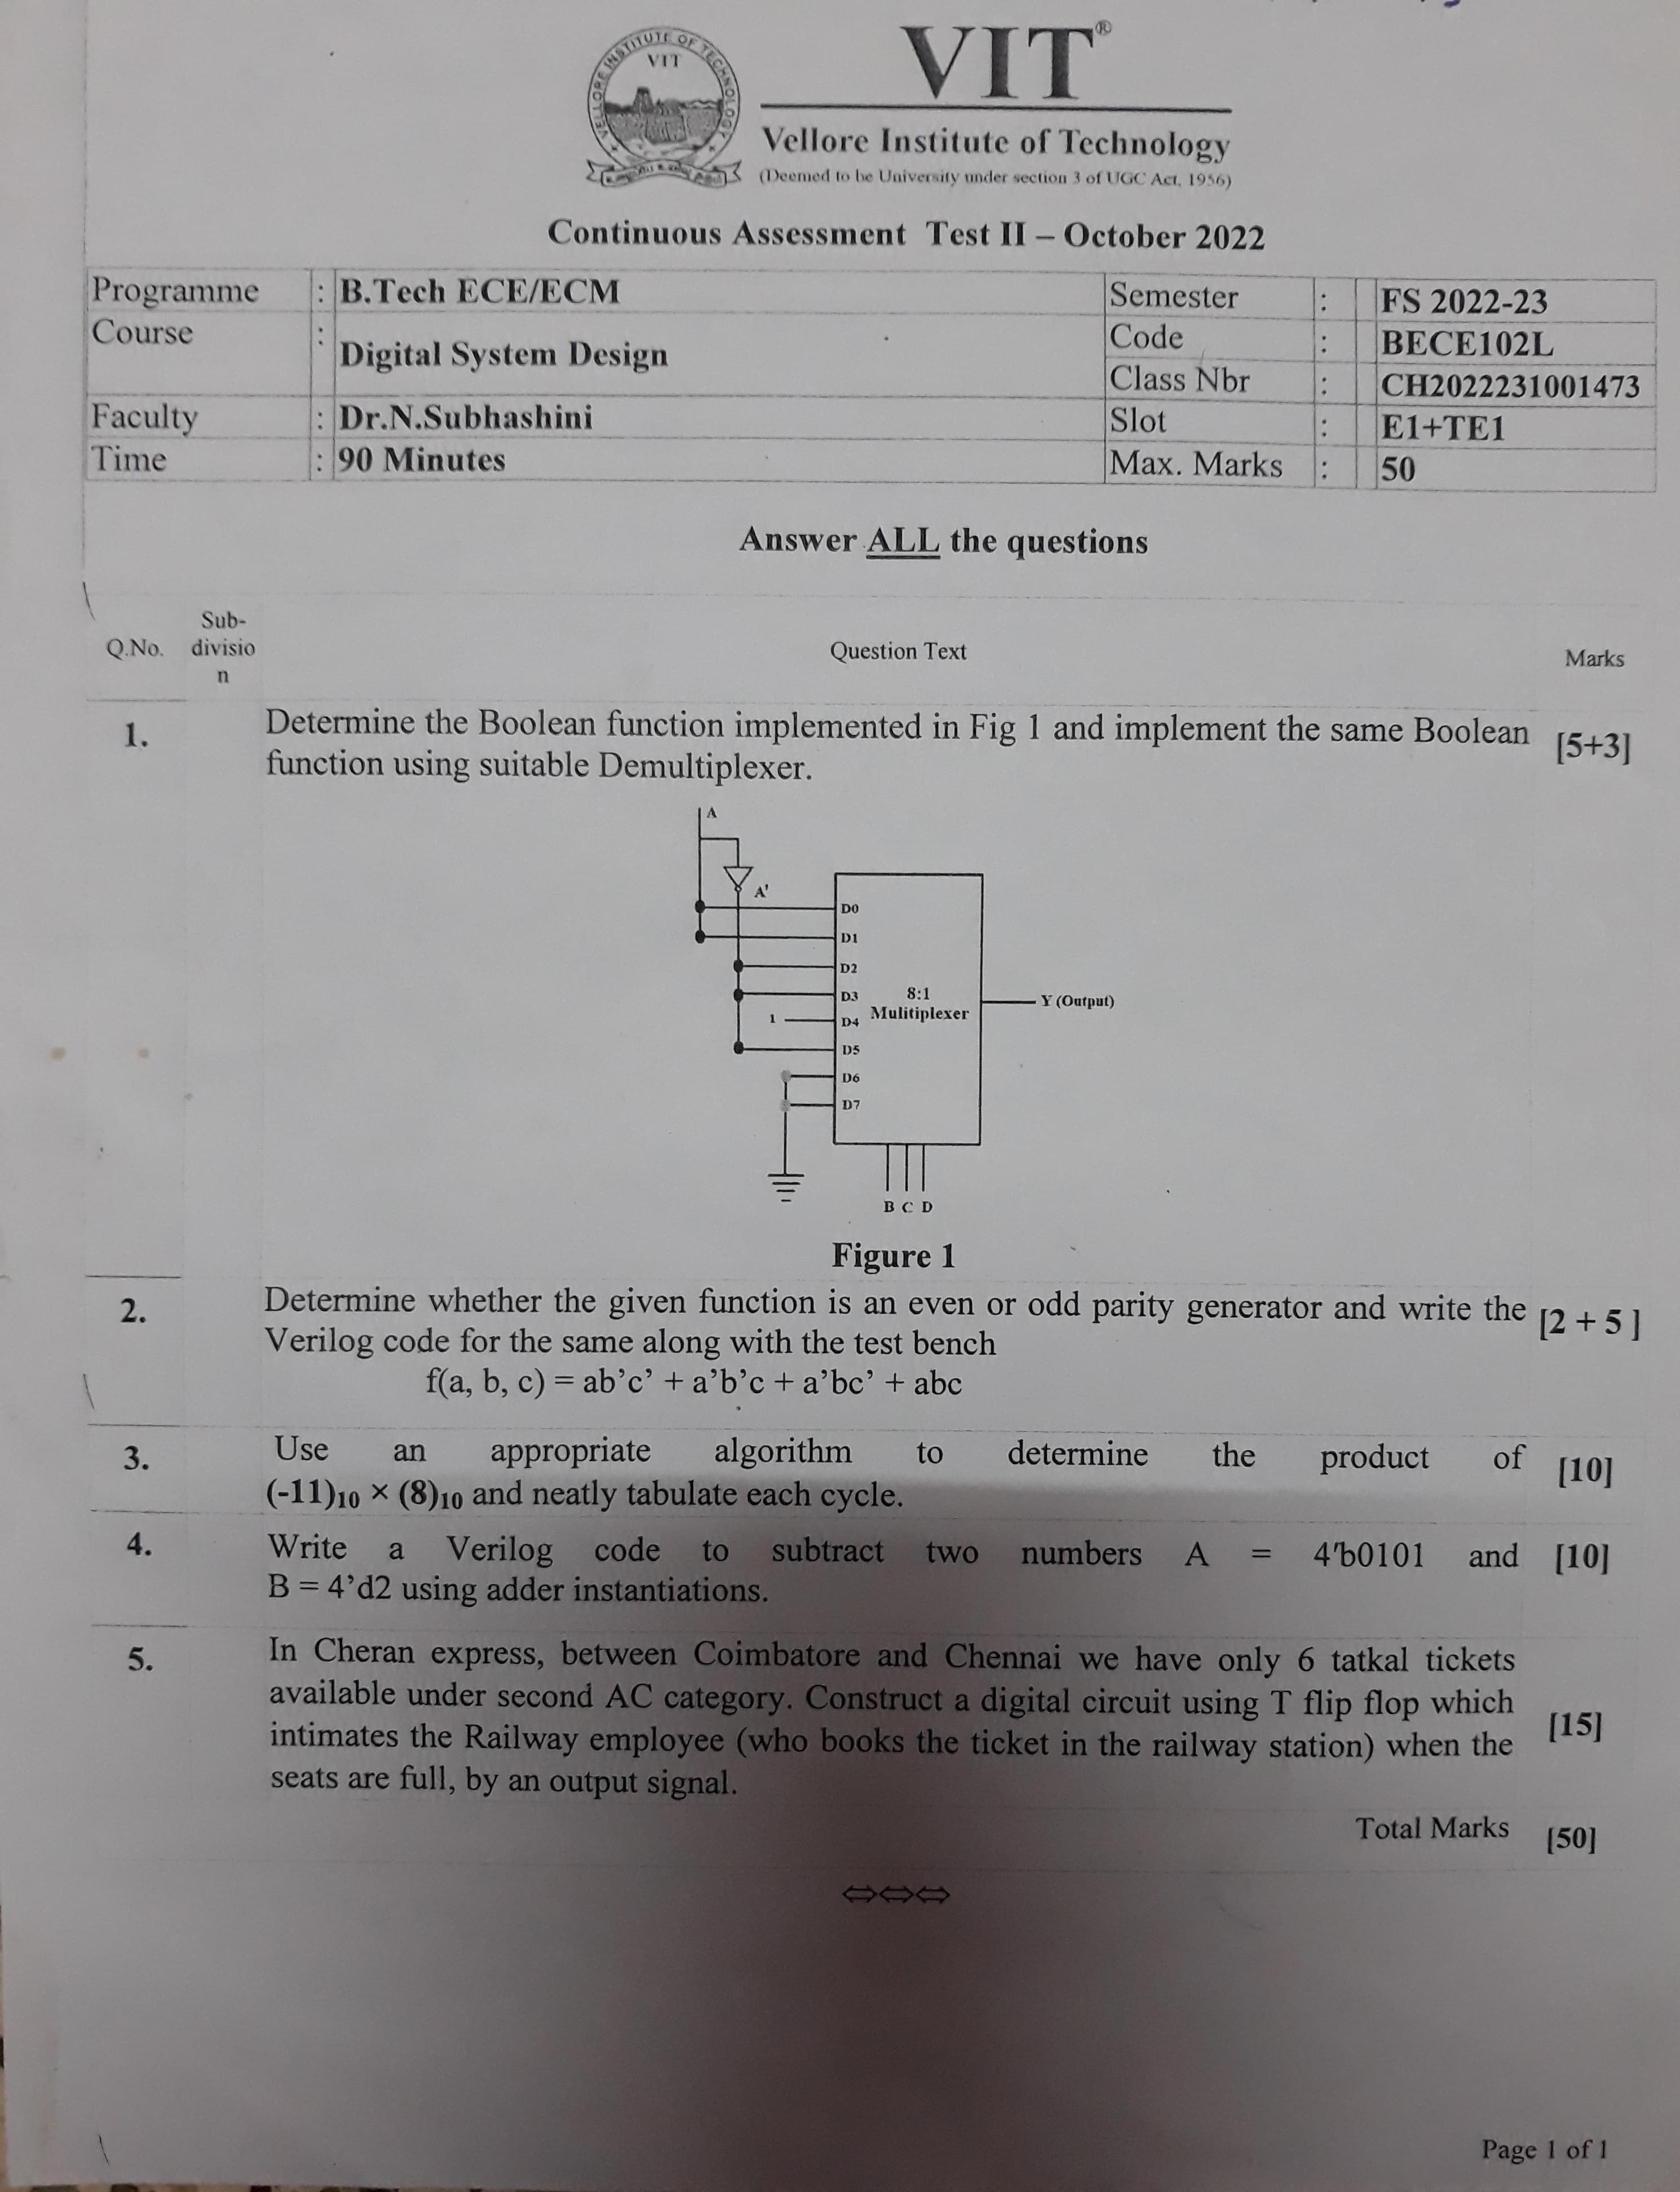 VELLORE INSTITUTE OF TECHNOLOGY
VIT
VIT®
Vellore Institute of Technology
(Deemed to be University under section 3 of UGC Act, 1956)
Continuous Assessment Test II – October 2022
Programme : B.Tech ECE/ECM Semester : FS 2022-23
Course : Digital System Design Code : BECE102L
Class Nbr : CH2022231001473
Faculty : Dr.N.Subhashini Slot : E1+TE1
Time : 90 Minutes Max. Marks : 50
Answer ALL the questions
Q.No. Sub-
divisio
n
Question Text Marks
1. Determine the Boolean function implemented in Fig 1 and implement the same Boolean [5+3]
function using suitable Demultiplexer.
A
A'
D0
D1
D2
D3
1 D4
D5
D6
D7
8:1
Mulitiplexer
Y (Output)
B C D
Figure 1
2. Determine whether the given function is an even or odd parity generator and write the [2 + 5 ]
Verilog code for the same along with the test bench
f(a, b, c) = ab’c’ + a’b’c + a’bc’ + abc
3. Use an appropriate algorithm to determine the product of [10]
(-11)10 × (8)10 and neatly tabulate each cycle.
4. Write a Verilog code to subtract two numbers A = 4'b0101 and [10]
B = 4’d2 using adder instantiations.
5. In Cheran express, between Coimbatore and Chennai we have only 6 tatkal tickets
available under second AC category. Construct a digital circuit using T flip flop which [15]
intimates the Railway employee (who books the ticket in the railway station) when the
seats are full, by an output signal.
Total Marks [50]
⇔⇔⇔
Page 1 of 1